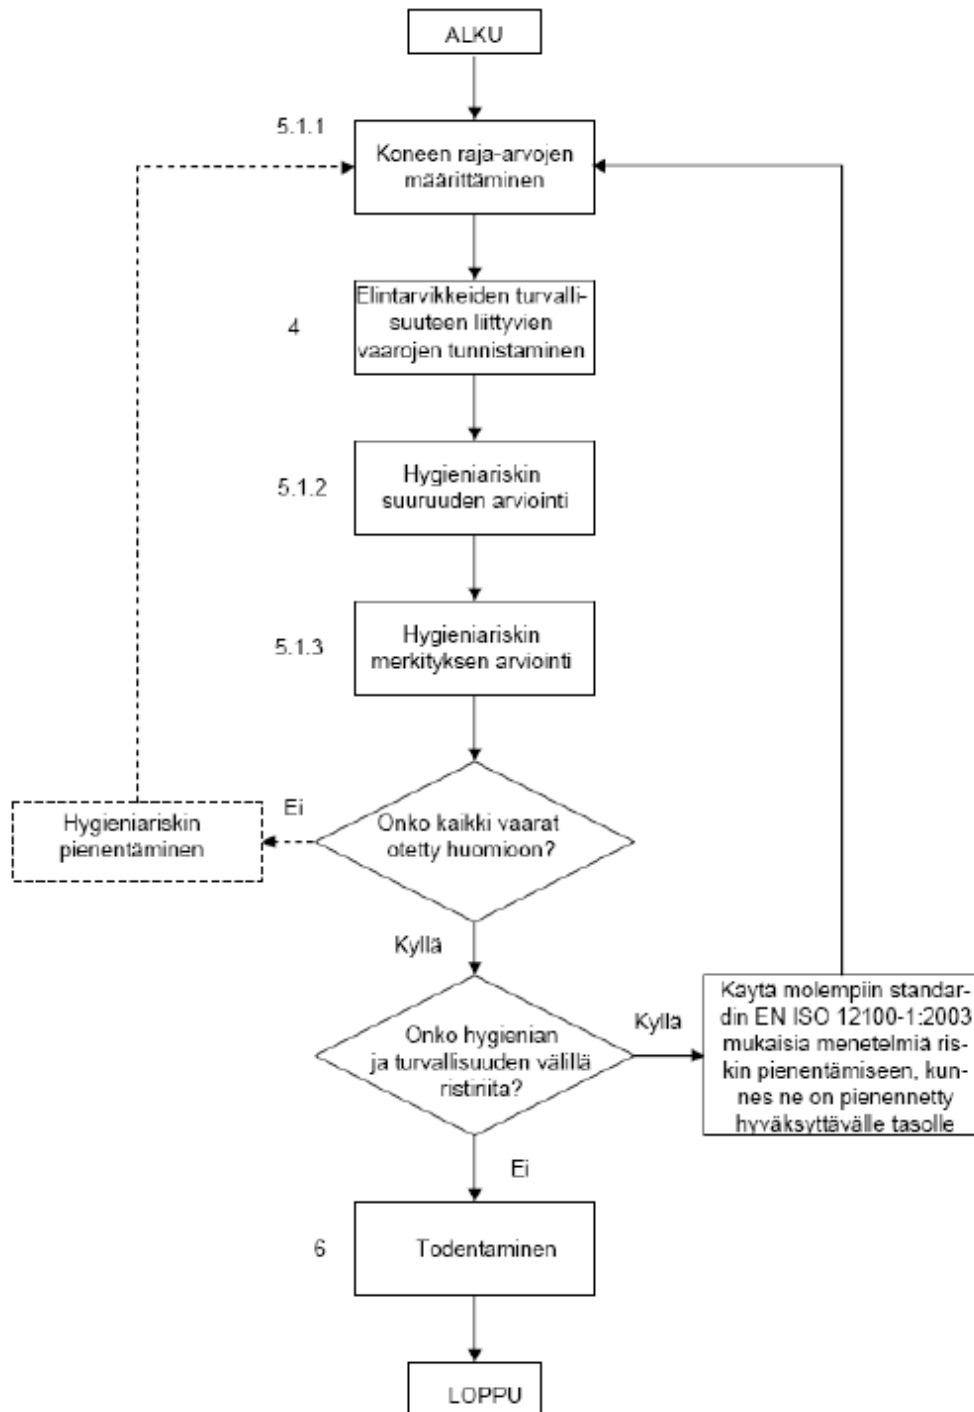 ALKU
5.1.1
Koneen raja-arvojen
määrittäminen
4
Elintarvikkeiden turvalli-
suuteen liittyvien
vaarojen tunnistaminen
5.1.2
Hygieniariskin
suuruuden arviointi
5.1.3
Hygieniariskin
merkityksen arviointi
Ei
Hygieniariskin
pienentäminen
Onko kaikki vaarat
otettu huomioon?
Kyllä
Onko hygienian
ja turvallisuuden välillä
ristiriita?
Kyllä
Käytä molempiin standar-
din EN ISO 12100-1:2003
mukaisia menetelmiä ris-
kin pienentämiseen, kun-
nes ne on pienennetty
hyväksyttävälle tasolle
Ei
6
Todentaminen
LOPPU